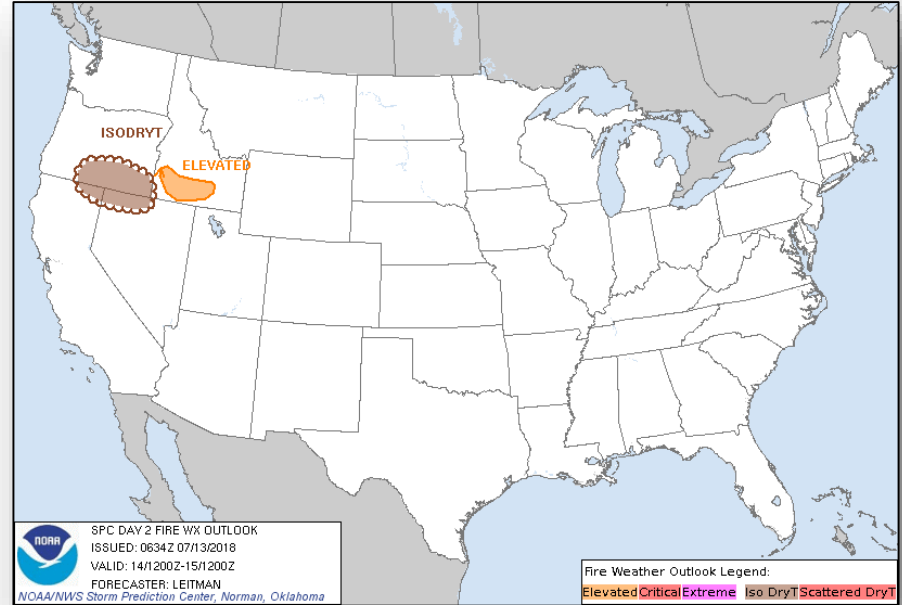 ISODRYT
ELEVATED
NOAA
SPC DAY 2 FIRE WX OUTLOOK
ISSUED: 0634Z 07/13/2018
VALID: 14/1200Z-15/1200Z
FORECASTER: LEITMAN
NOAA/NWS Storm Prediction Center, Norman, Oklahoma
Fire Weather Outlook Legend:
Elevated Critical Extreme Iso DryT Scattered DryT